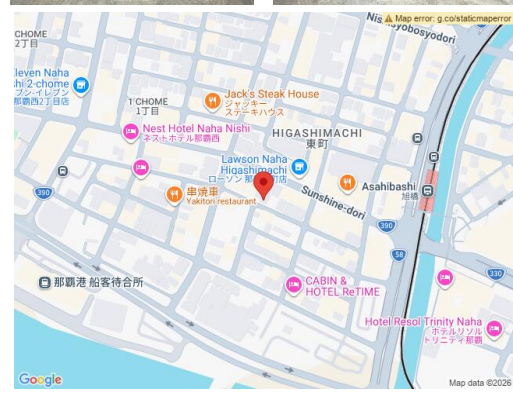 Nis
Map error: g.co/staticmaperror
yobosyodori
CHOME
2丁目
Eleven Naha
shi 2-chome
ブン-イレブン
那覇西2丁目店
Jack's Steak House
ジャッキー
ステーキハウス
1 CHOME
1丁目
Nest Hotel Naha Nishi
ネストホテル那覇西
HIGASHIMACHI
東町
Lawson Naha
Higashimachi
ローソン 那
町店
Asahibashi
旭橋
串焼車
Yakitori restaurant
Sunshine-dori
390
390
58
330
那覇港 船客待合所
CABIN &
HOTEL ReTIME
Hotel Resol Trinity Naha
ホテルリソル
トリニティ那覇
Google
Map data ©2026